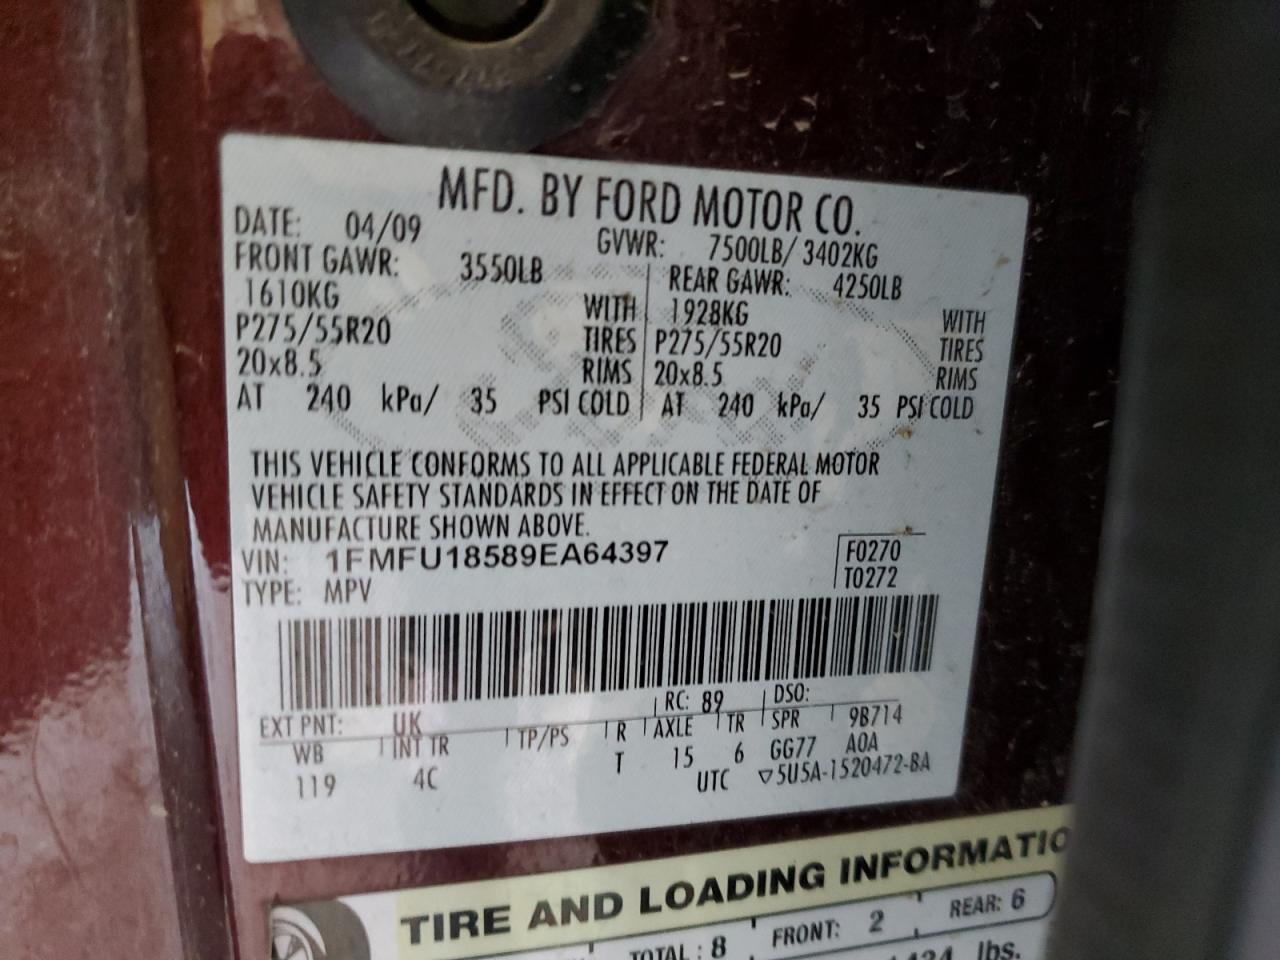 MFD. BY FORD MOTOR CO.
DATE: 04/09 GVWR: 7500LB/ 3402KG
FRONT GAWR: 3550LB REAR GAWR: 4250LB
1610KG WITH 1928KG WITH
P275/55R20 TIRES P275/55R20 TIRES
20x8.5 RIMS 20x8.5 RIMS
AT 240 kPa/ 35 PSI COLD AT 240 kPa/ 35 PSI COLD
THIS VEHICLE CONFORMS TO ALL APPLICABLE FEDERAL MOTOR
VEHICLE SAFETY STANDARDS IN EFFECT ON THE DATE OF
MANUFACTURE SHOWN ABOVE.
VIN: 1FMFU18589EA64397 F0270
TYPE: MPV T0272
EXT PNT: UK RC: 89 DSO:
WB INT TR TP/PS R AXLE TR SPR 9B714
119 4C T 15 6 GG77 A0A
UTC ▽5U5A-1520472-BA
TIRE AND LOADING INFORMATIO
TOTAL: 8 FRONT: 2 REAR: 6
lbs.